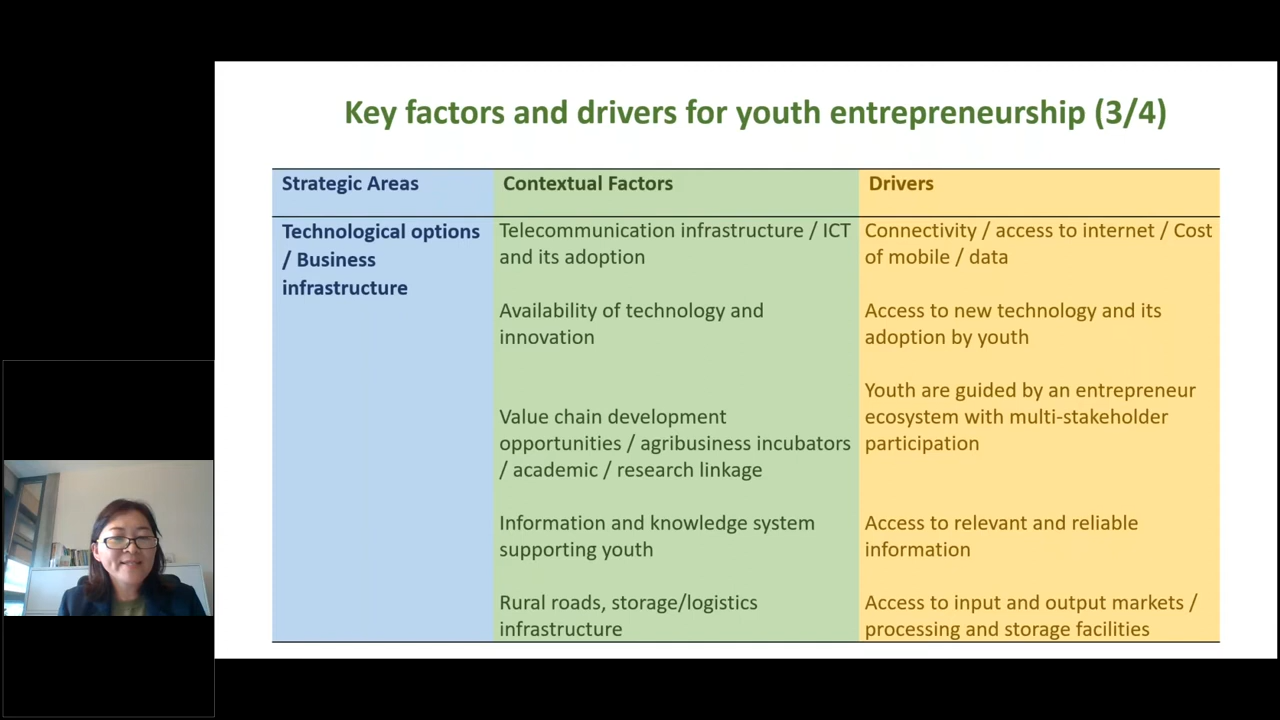 Key factors and drivers for youth entrepreneurship (3/4)
Strategic Areas
Contextual Factors
Drivers
Technological options
/ Business
infrastructure
Telecommunication infrastructure / ICT
and its adoption
Availability of technology and
innovation
Value chain development
opportunities / agribusiness incubators
/ academic / research linkage
Information and knowledge system
supporting youth
Rural roads, storage/logistics
infrastructure
Connectivity / access to internet / Cost
of mobile / data
Access to new technology and its
adoption by youth
Youth are guided by an entrepreneur
ecosystem with multi-stakeholder
participation
Access to relevant and reliable
information
Access to input and output markets /
processing and storage facilities